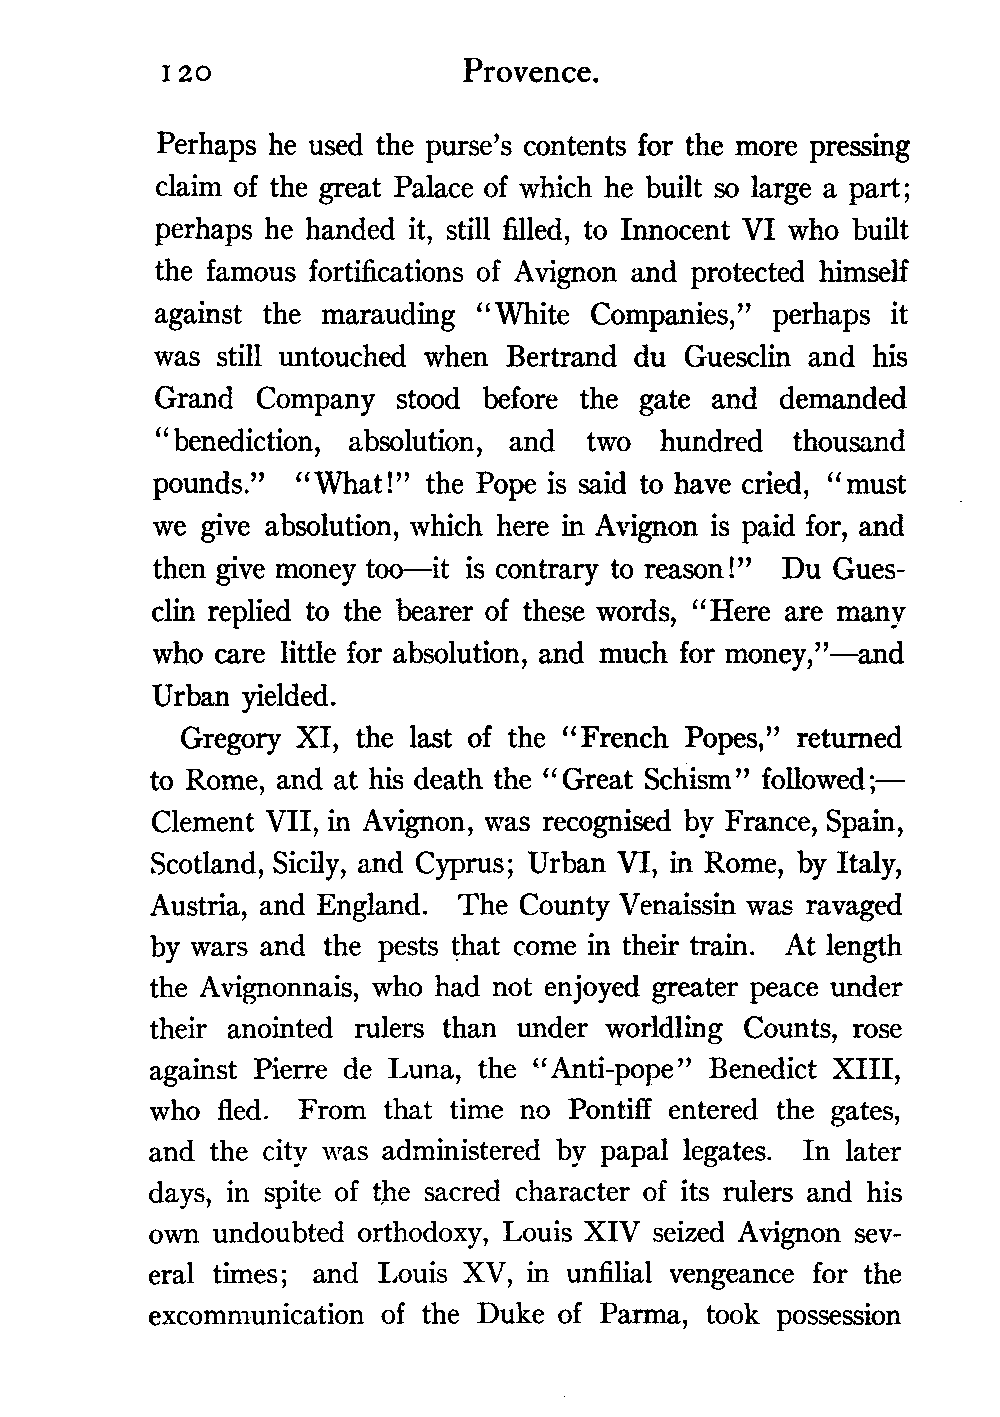 120 Provence.
Perhaps he used the purse's contents for the more pressing
claim of the great Palace of which he built so large a part;
perhaps he handed it, still filled, to Innocent VI who built
the famous fortifications of Avignon and protected himself
against the marauding "White Companies," perhaps it
was still untouched when Bertrand du Guesclin and his
Grand Company stood before the gate and demanded
"benediction, absolution, and two hundred thousand
pounds." "What!" the Pope is said to have cried, "must
we give absolution, which here in Avignon is paid for, and
then give money too—it is contrary to reason!" Du Gues-
clin replied to the bearer of these words, "Here are many
who care little for absolution, and much for money,"—and
Urban yielded.
Gregory XI, the last of the "French Popes," returned
to Rome, and at his death the "Great Schism" followed;—
Clement VII, in Avignon, was recognised by France, Spain,
Scotland, Sicily, and Cyprus; Urban VI, in Rome, by Italy,
Austria, and England. The County Venaissin was ravaged
by wars and the pests that come in their train. At length
the Avignonnais, who had not enjoyed greater peace under
their anointed rulers than under worldling Counts, rose
against Pierre de Luna, the "Anti-pope" Benedict XIII,
who fled. From that time no Pontiff entered the gates,
and the city was administered by papal legates. In later
days, in spite of the sacred character of its rulers and his
own undoubted orthodoxy, Louis XIV seized Avignon sev-
eral times; and Louis XV, in unfilial vengeance for the
excommunication of the Duke of Parma, took possession